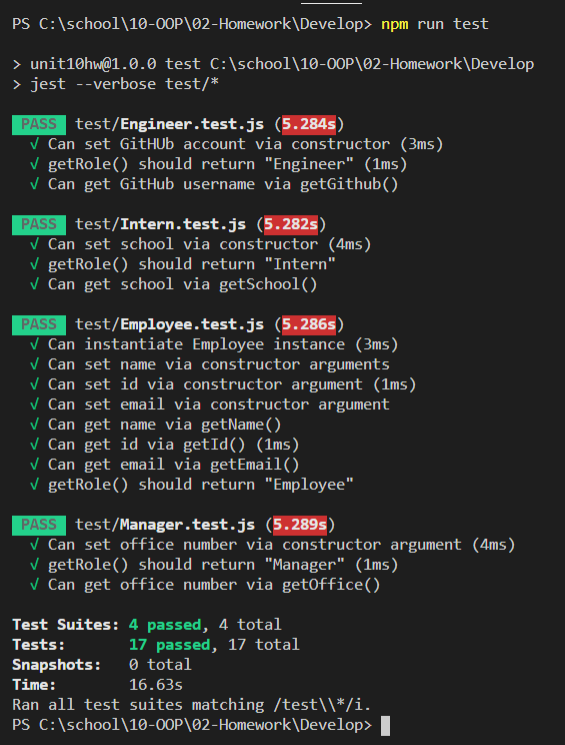 PS C:\school\10-OOP\02-Homework\Develop> npm run test
> unit10hw@1.0.0 test C:\school\10-OOP\02-Homework\Develop
> jest --verbose test/*
PASS test/Engineer.test.js (5.284s)
√ Can set GitHUb account via constructor (3ms)
√ getRole() should return "Engineer" (1ms)
√ Can get GitHub username via getGithub()
PASS test/Intern.test.js (5.282s)
√ Can set school via constructor (4ms)
√ getRole() should return "Intern"
√ Can get school via getSchool()
PASS test/Employee.test.js (5.286s)
√ Can instantiate Employee instance (3ms)
√ Can set name via constructor arguments
√ Can set id via constructor argument (1ms)
√ Can set email via constructor argument
√ Can get name via getName()
√ Can get id via getId() (1ms)
√ Can get email via getEmail()
√ getRole() should return "Employee"
PASS test/Manager.test.js (5.289s)
√ Can set office number via constructor argument (4ms)
√ getRole() should return "Manager" (1ms)
√ Can get office number via getOffice()
Test Suites: 4 passed, 4 total
Tests: 17 passed, 17 total
Snapshots: 0 total
Time: 16.63s
Ran all test suites matching /test\\*/i.
PS C:\school\10-OOP\02-Homework\Develop>